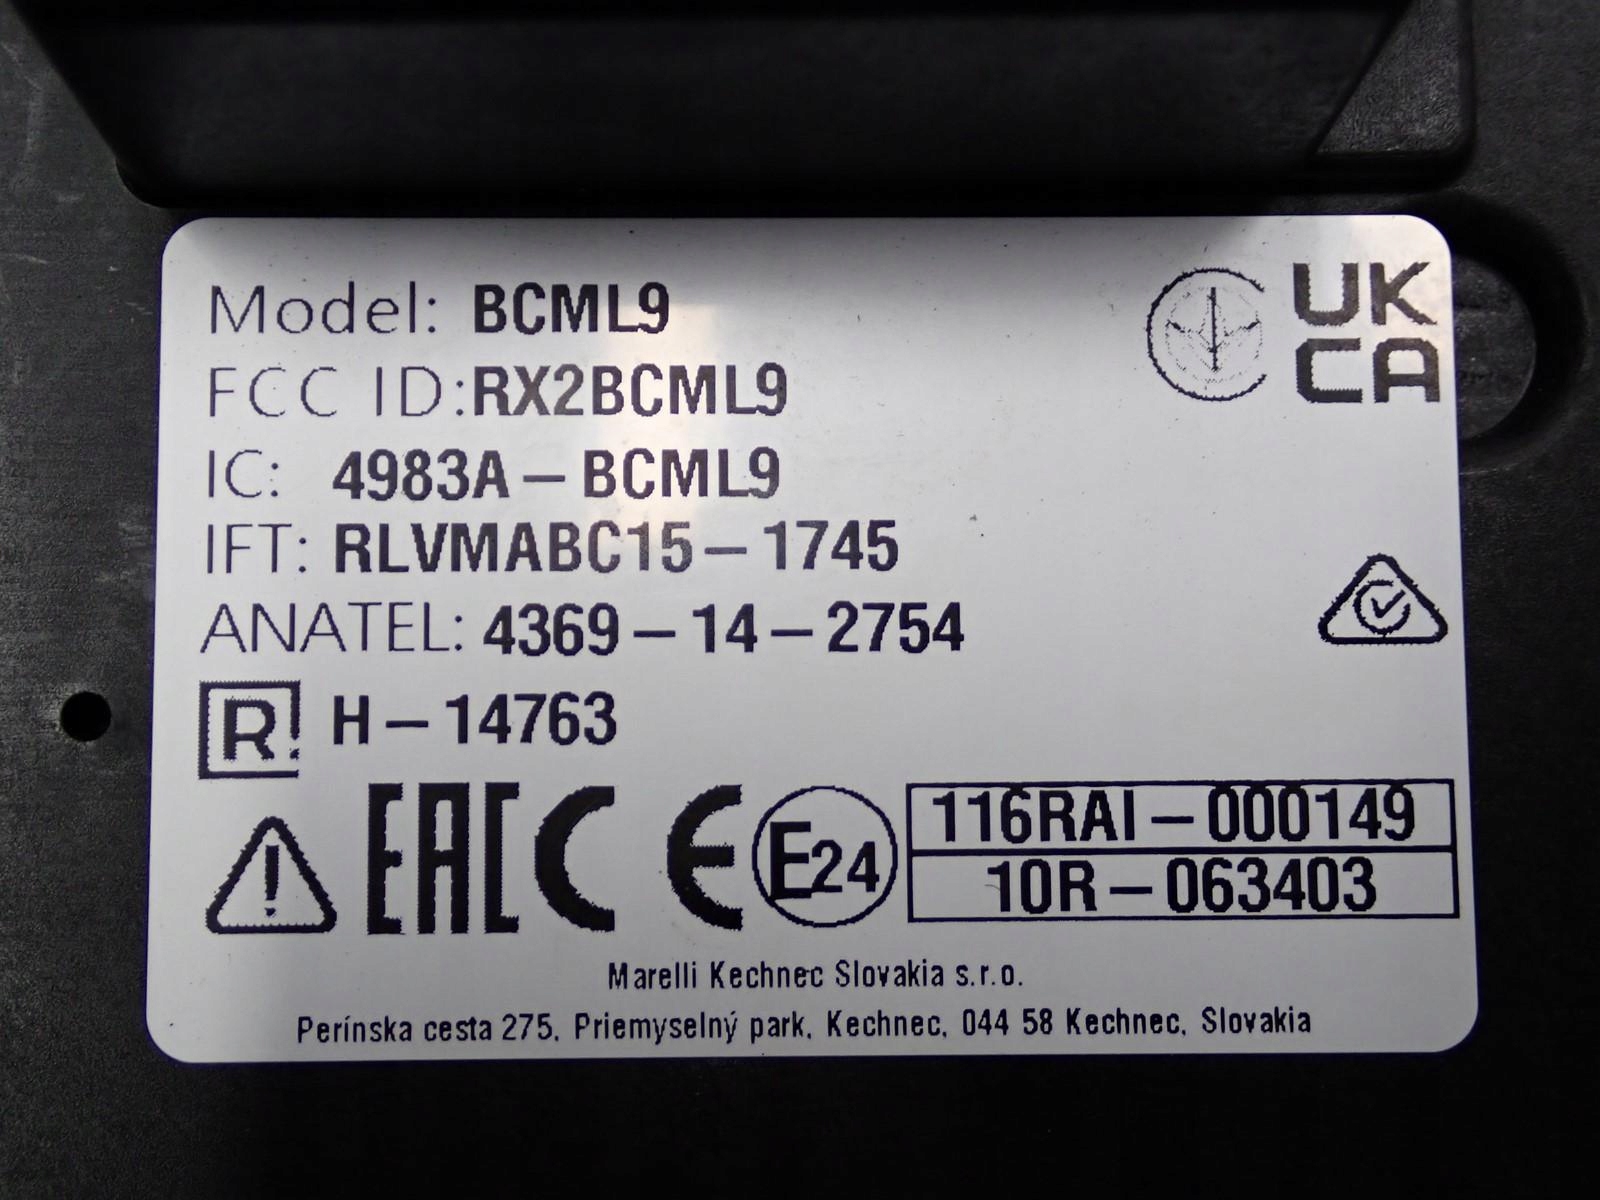 Model: BCML9
UK
CA
FCC ID:RX2BCML9
IC: 4983A-BCML9
IFT: RLVMABC15-1745
ANATEL: 4369-14-2754
R H-14763
! EAC CE E24
116RAI-000149
10R-063403
Marelli Kechnec Slovakia s.r.o.
Perínska cesta 275, Priemyselný park, Kechnec, 044 58 Kechnec, Slovakia